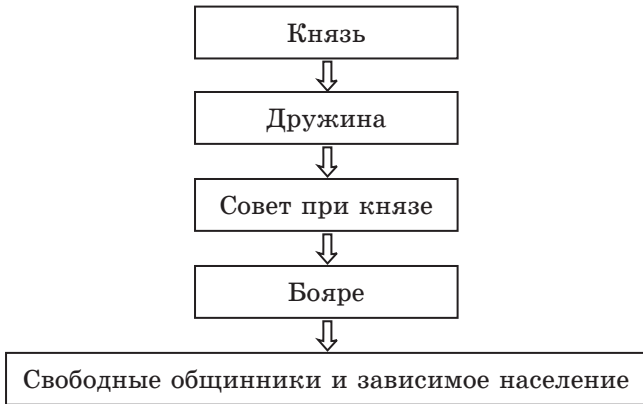 Князь
Дружина
Совет при князе
Бояре
Свободные общинники и зависимое население